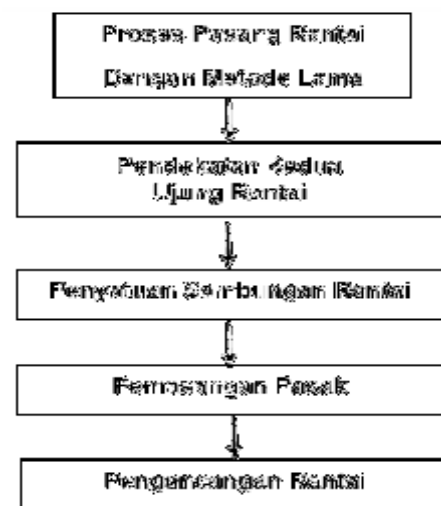 Proses Pasang Rantai
Dengan Metode Lama
Pendekatan Kedua
Ujung Rantai
Penyatuan Sambungan Rantai
Pemasangan Pasak
Pengencangan Rantai